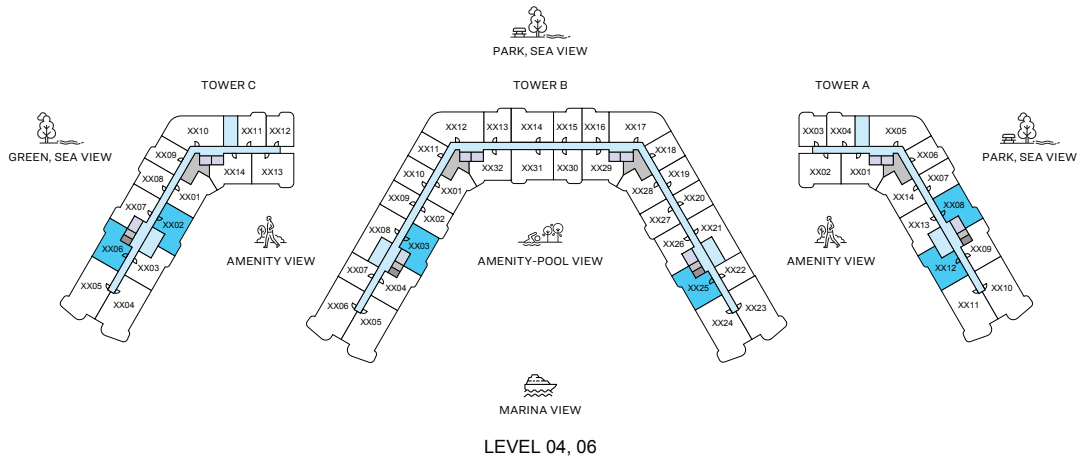 PARK, SEA VIEW
TOWER C
TOWER B
TOWER A
XX10
XX11
XX12
XX09
XX08
XX14
XX13
XX07
XX01
XX06
XX02
XX03
XX05
XX04
GREEN, SEA VIEW
AMENITY VIEW
XX12
XX13
XX14
XX15
XX16
XX17
XX11
XX18
XX10
XX01
XX32
XX31
XX30
XX29
XX28
XX19
XX09
XX02
XX27
XX20
XX08
XX03
XX26
XX21
XX07
XX04
XX25
XX22
XX06
XX05
XX24
XX23
AMENITY-POOL VIEW
XX03
XX04
XX05
XX02
XX01
XX06
XX07
XX14
XX08
XX13
XX09
XX12
XX10
XX11
AMENITY VIEW
PARK, SEA VIEW
MARINA VIEW
LEVEL 04, 06